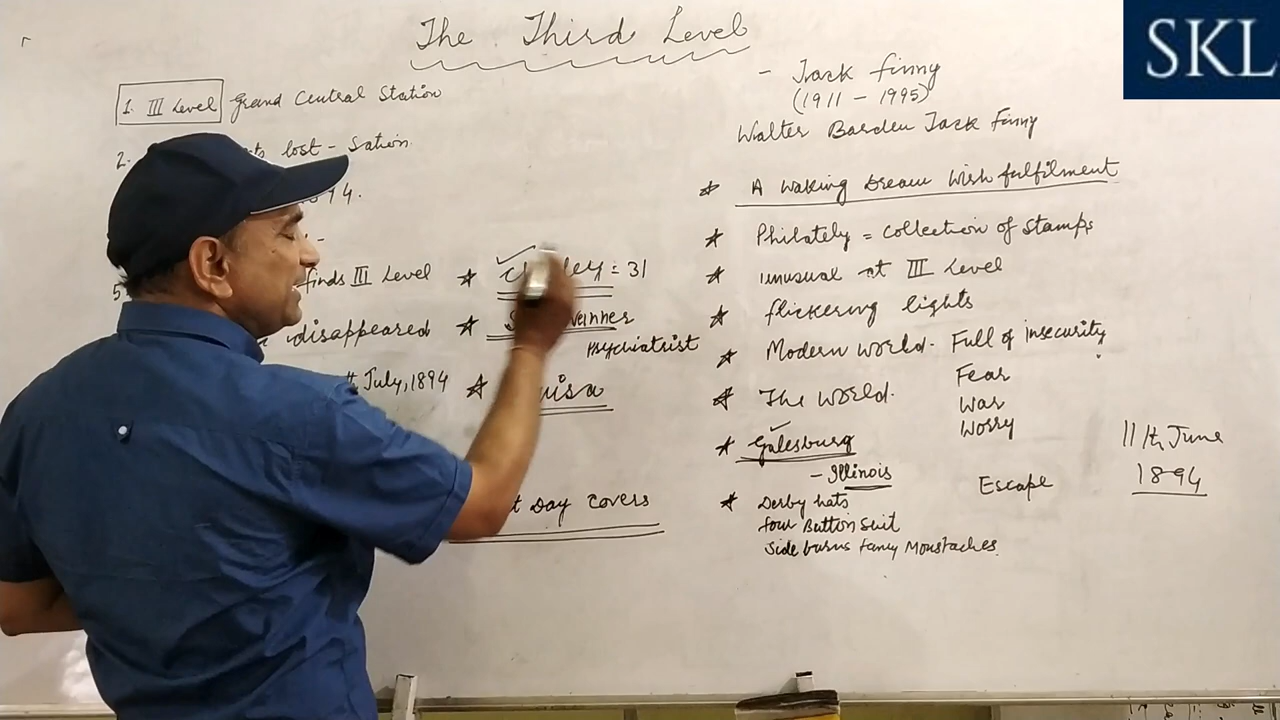 The Third Level
SKL
- Jack finny
(1911 - 1995)
Walter Barden Jack Finny
1. III Level Grand Central Station
2. lost - Sation
94.
5 finds III Level
disappeared
July, 1894
= 31
Psychiatrist
Day covers
A waking Dream wish fulfilment
Philately = collection of stamps
unusual at III Level
flickering lights
Modern world. Full of insecurity
Fear
The world. War
Worry
Galesburg
- Illinois
Escape
11th June
1894
Derby hats
four Button suit
side burns fancy Moustaches